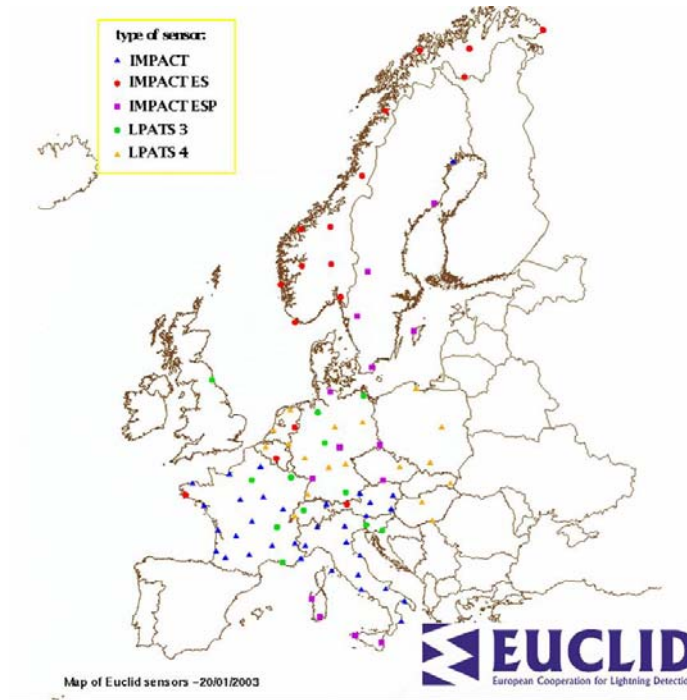 type of sensor:
IMPACT
IMPACT ES
IMPACT ESP
LPATS 3
LPATS 4
EUCLID
European Cooperation for Lightning Detectio
Map of Euclid sensors -20/01/2003